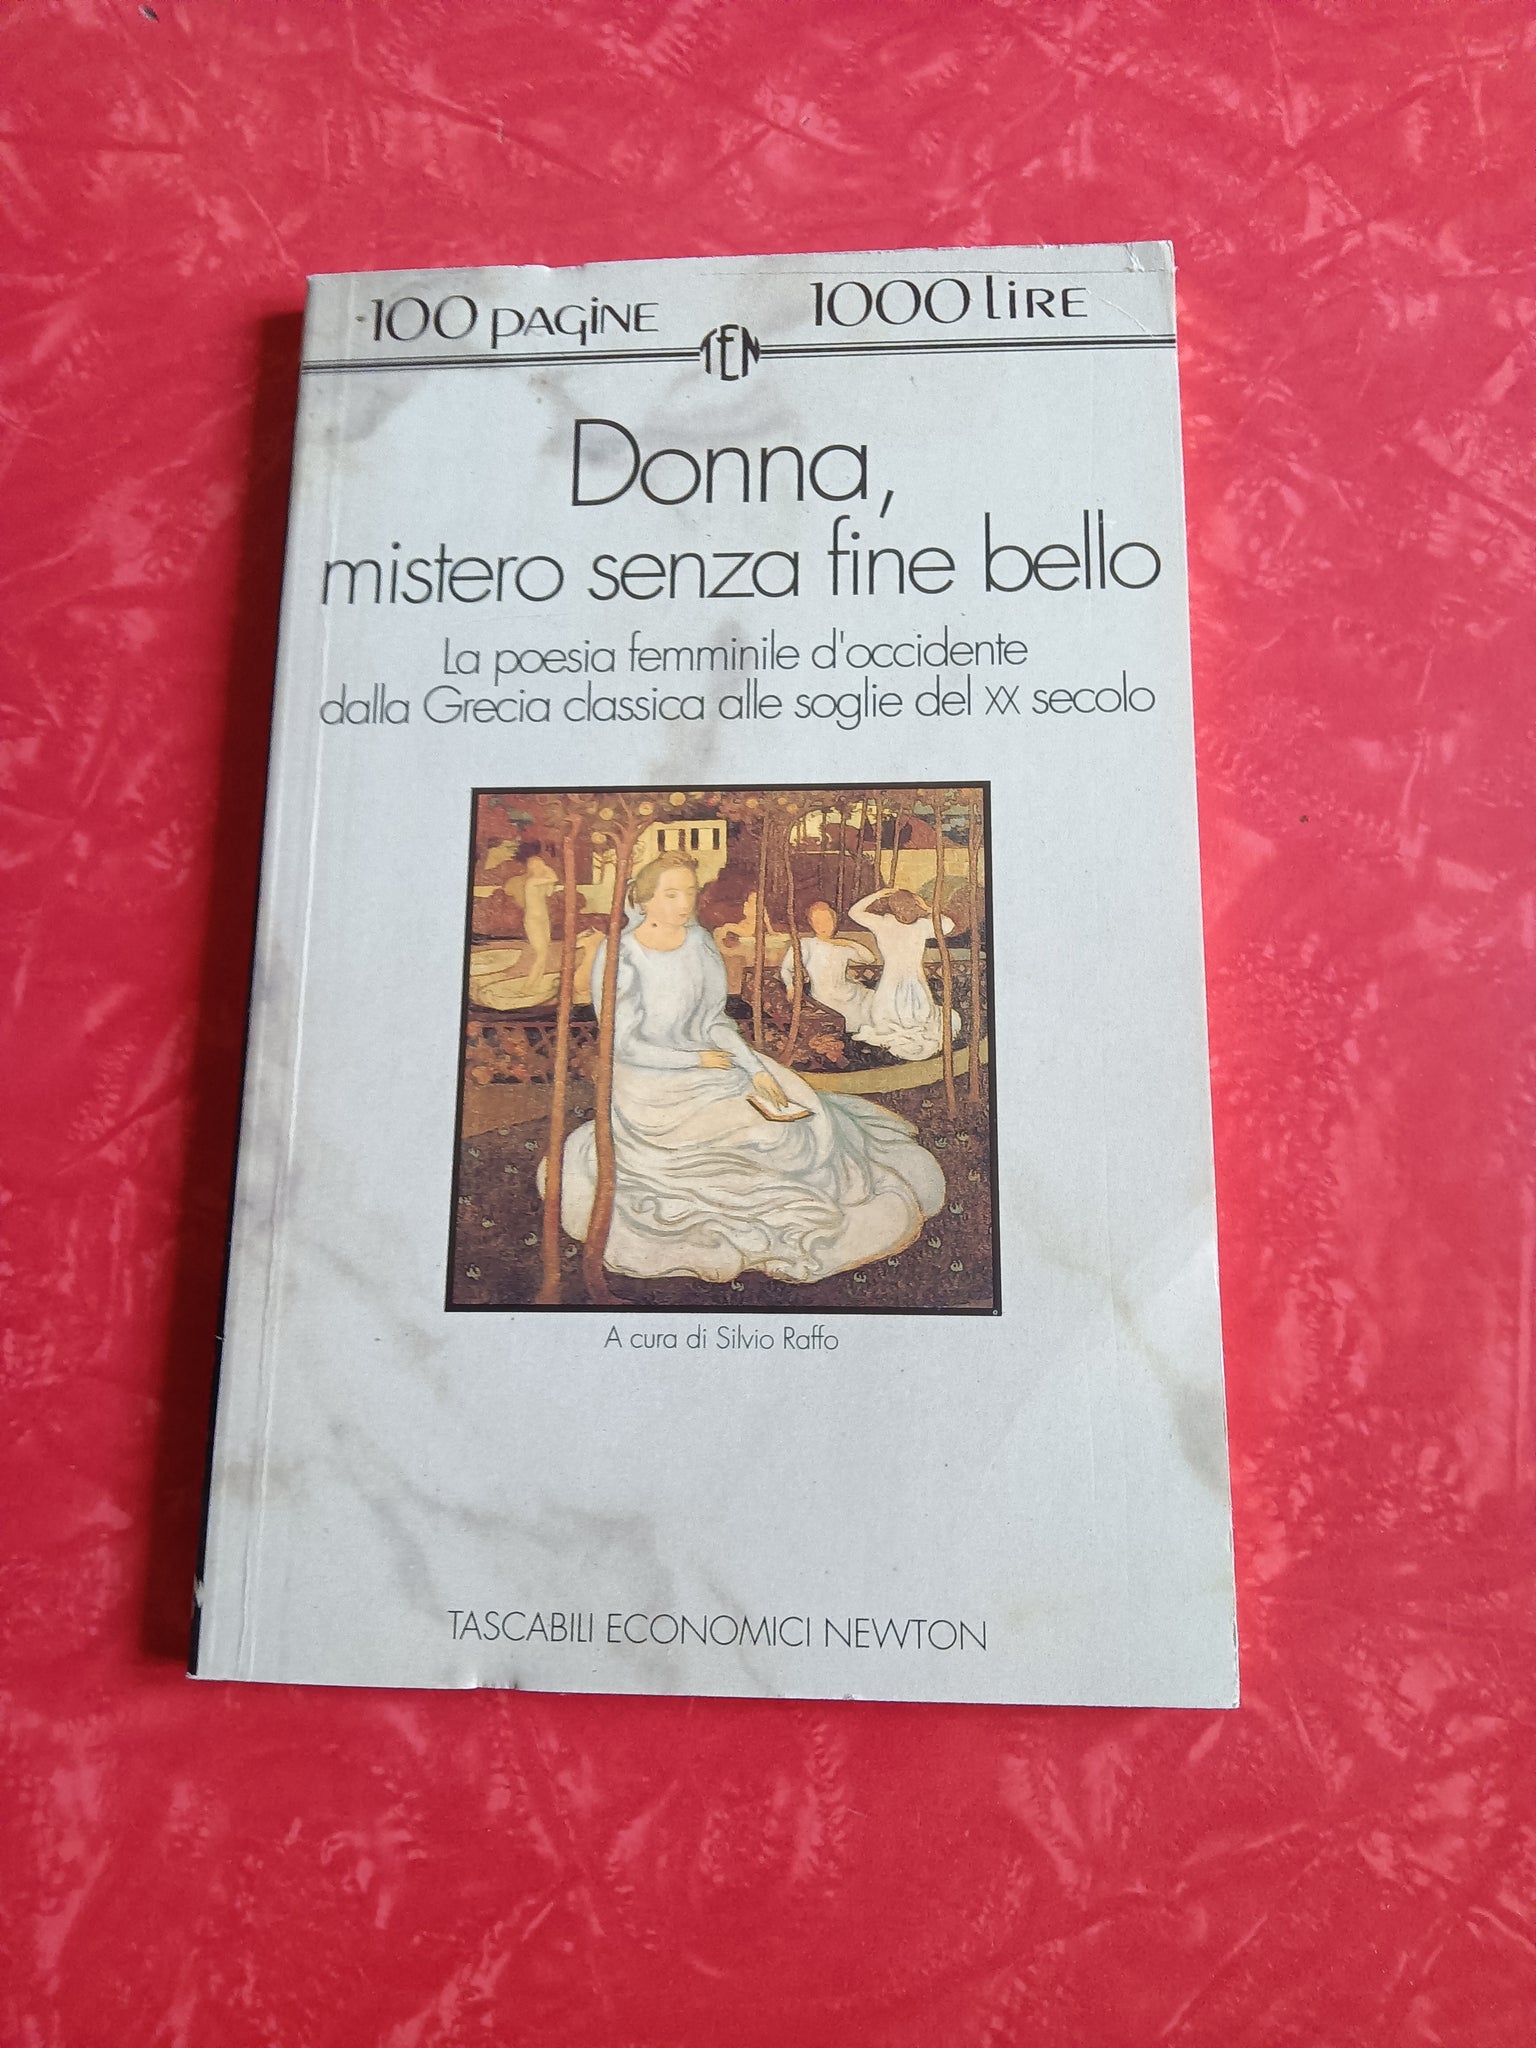 100 PAGINE 1000 LIRE
TEN
Donna,
mistero senza fine bello
La poesia femminile d'occidente
dalla Grecia classica alle soglie del XX secolo
A cura di Silvio Raffo
TASCABILI ECONOMICI NEWTON